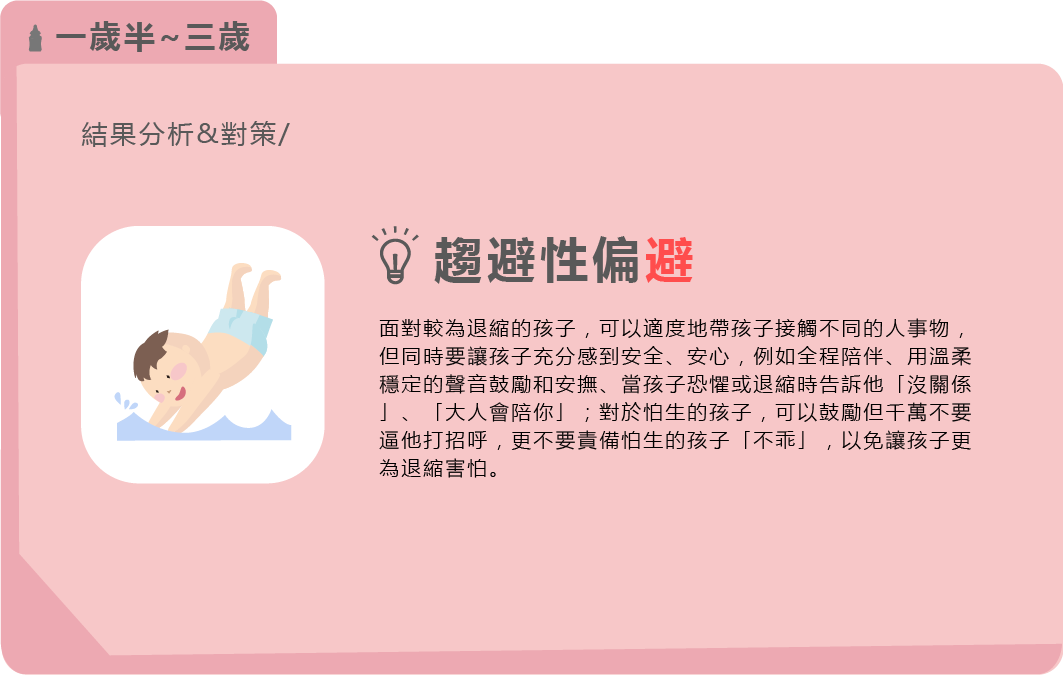 一歲半~三歲
結果分析&對策/
趨避性偏避
面對較為退縮的孩子，可以適度地帶孩子接觸不同的人事物，
但同時要讓孩子充分感到安全、安心，例如全程陪伴、用溫柔
穩定的聲音鼓勵和安撫、當孩子恐懼或退縮時告訴他「沒關係
」、「大人會陪你」；對於怕生的孩子，可以鼓勵但千萬不要
逼他打招呼，更不要責備怕生的孩子「不乖」，以免讓孩子更
為退縮害怕。